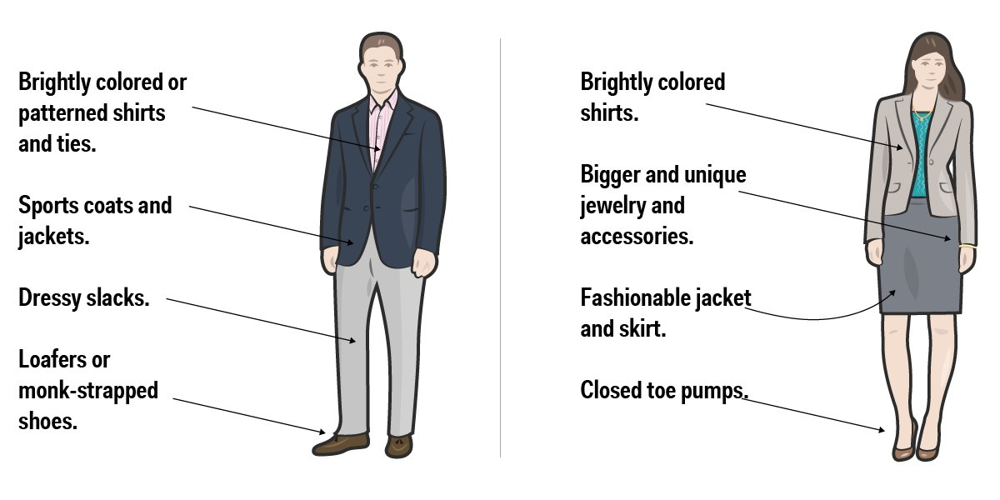 Brightly colored or
patterned shirts
and ties.
Sports coats and
jackets.
Dressy slacks.
Loafers or
monk-strapped
shoes.
Brightly colored
shirts.
Bigger and unique
jewelry and
accessories.
Fashionable jacket
and skirt.
Closed toe pumps.